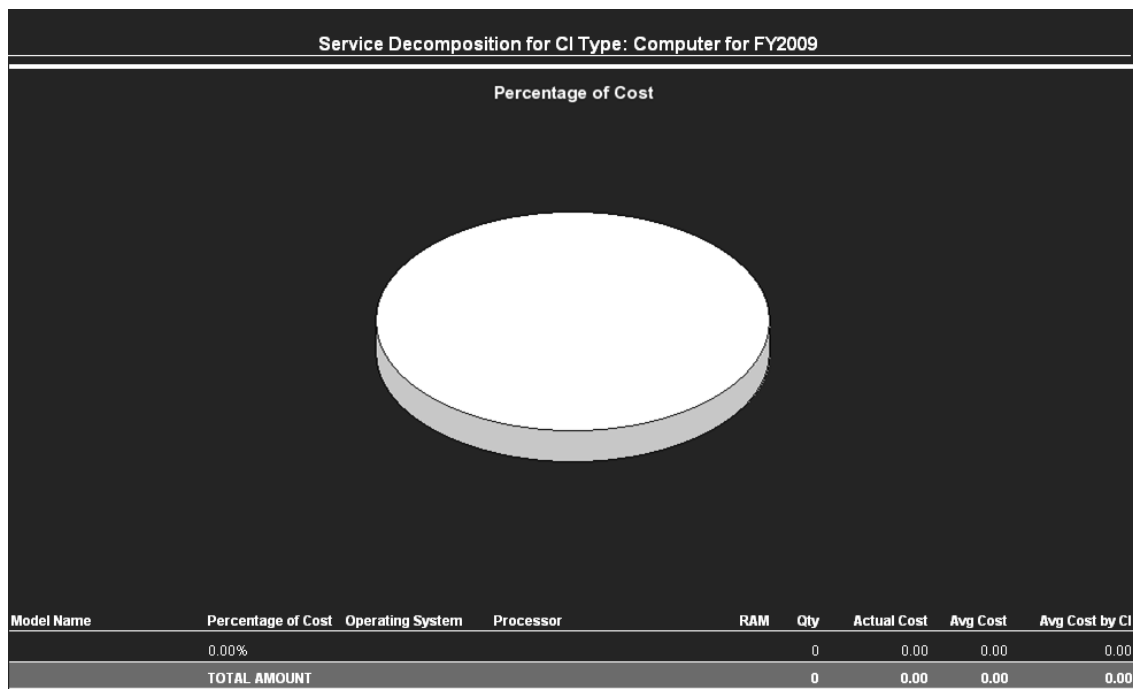 Service Decomposition for CI Type: Computer for FY2009
Percentage of Cost
Model Name Percentage of Cost Operating System Processor RAM Qty Actual Cost Avg Cost Avg Cost by CI
0.00% 0 0.00 0.00 0.00
TOTAL AMOUNT 0 0.00 0.00 0.00